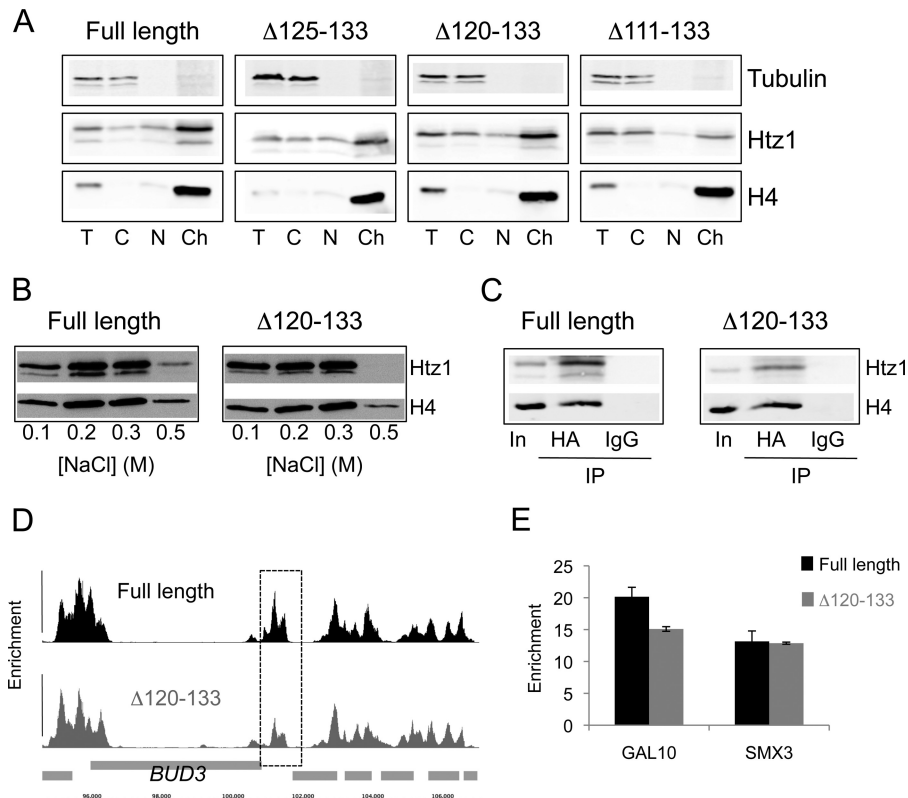 A
Full length Δ125-133 Δ120-133 Δ111-133
Tubulin
Htz1
H4
T C N Ch T C N Ch T C N Ch T C N Ch
B
Full length Δ120-133
Htz1
H4
0.1 0.2 0.3 0.5 0.1 0.2 0.3 0.5
[NaCl] (M) [NaCl] (M)
C
Full length Δ120-133
Htz1
H4
In HA IgG In HA IgG
IP IP
D
Enrichment
Full length
Δ120-133
BUD3
96.000 98.000 100.000 102.000 104.000 106.000
E
Full length
Δ120-133
Enrichment
25
20
15
10
5
0
GAL10 SMX3